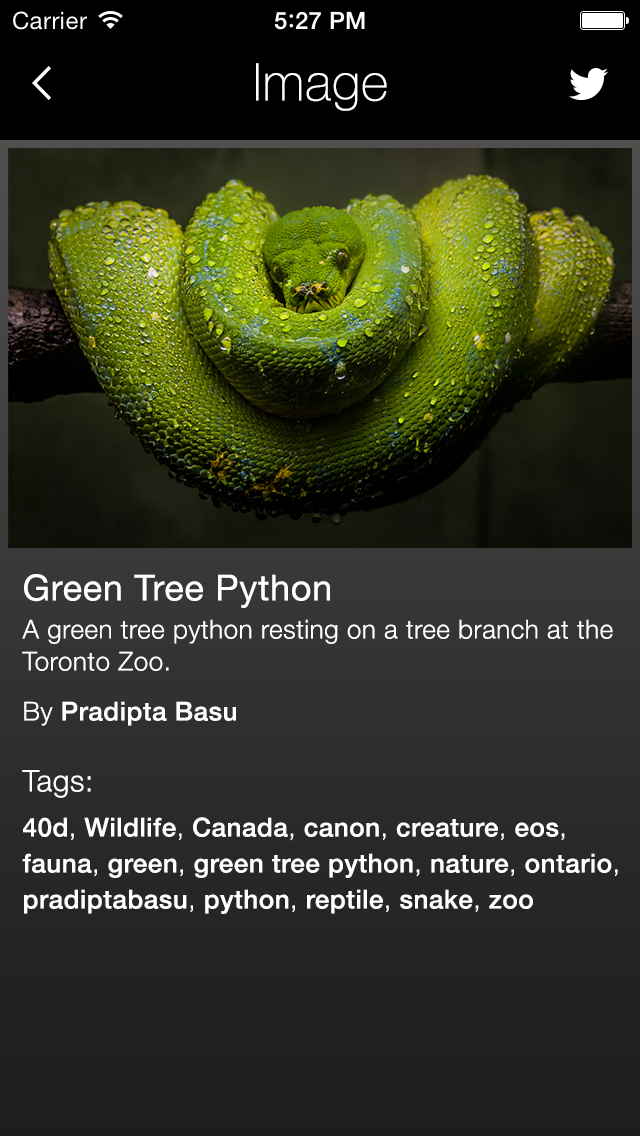 Carrier 5:27 PM
Image
Green Tree Python
A green tree python resting on a tree branch at the
Toronto Zoo.
By Pradipta Basu
Tags:
40d, Wildlife, Canada, canon, creature, eos,
fauna, green, green tree python, nature, ontario,
pradiptabasu, python, reptile, snake, zoo